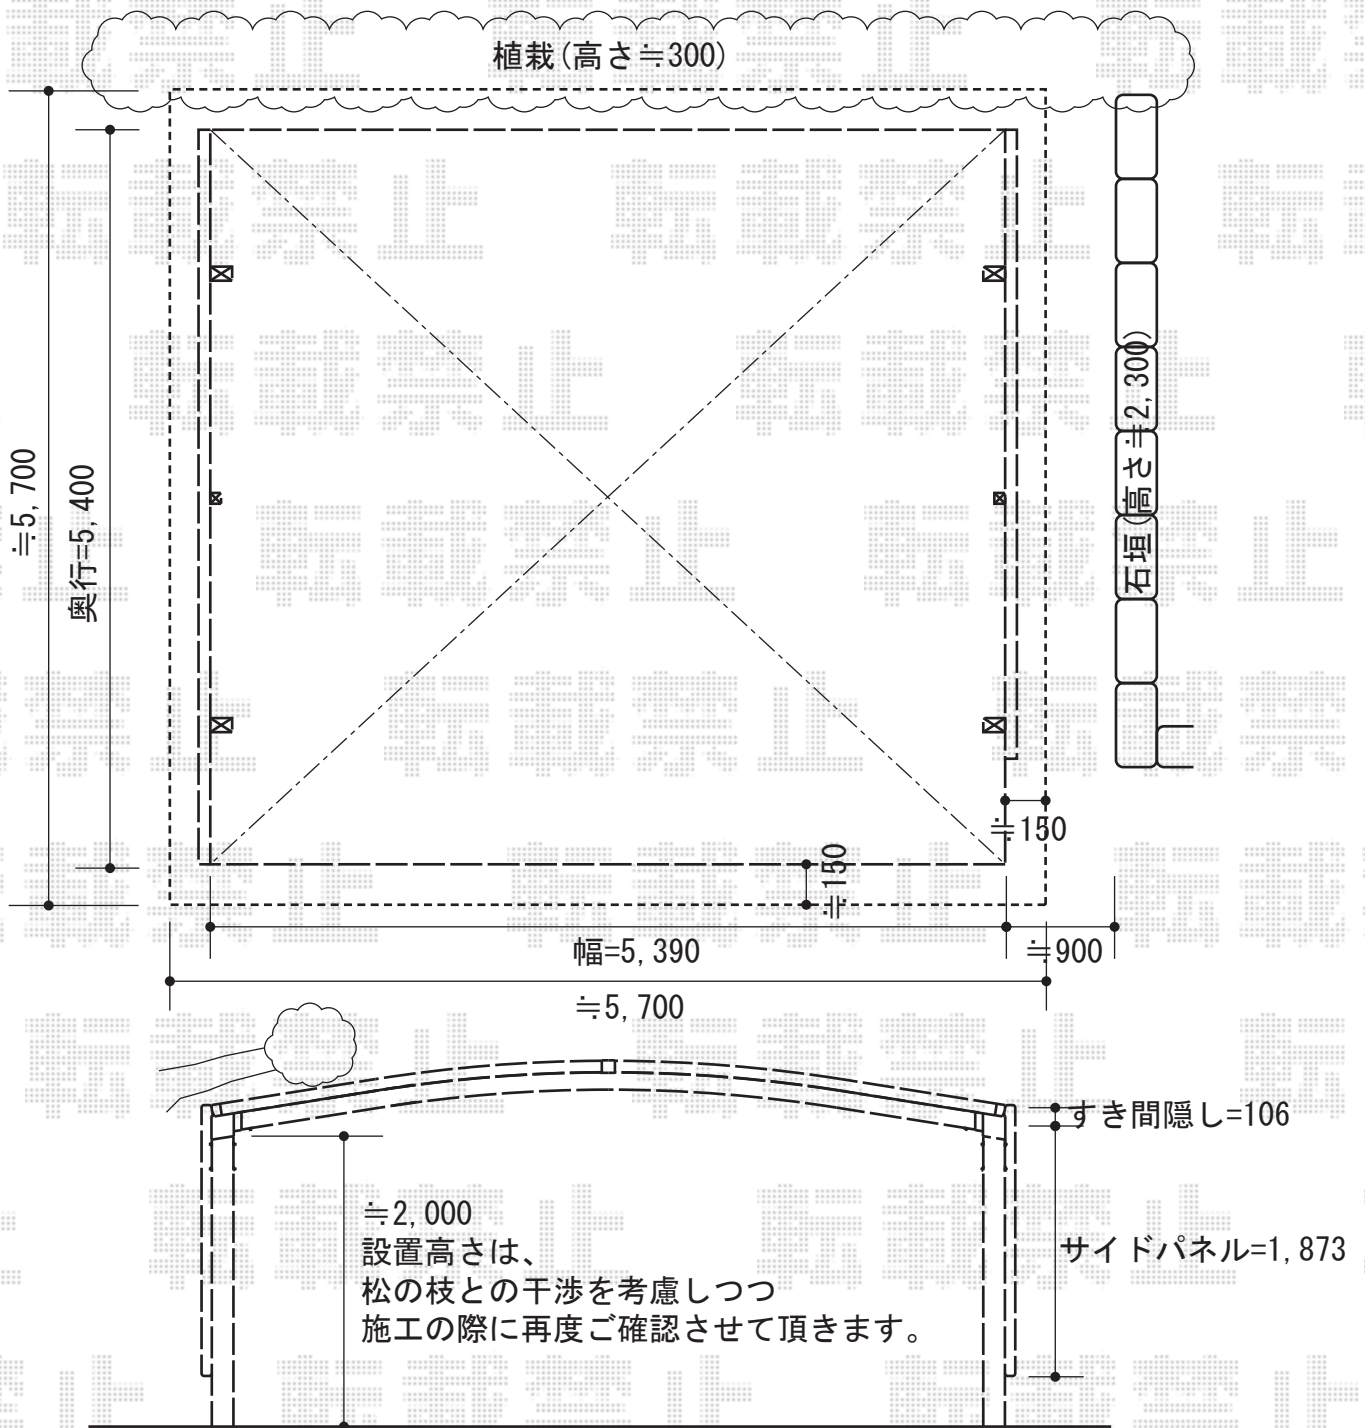 植栽(高さ≒300)
≒5,700
奥行=5,400
石垣(高さ≒2,300)
≒150
≒150
幅=5,390
≒900
≒5,700
すき間隠し=106
≒2,000
設置高さは、
松の枝との干渉を考慮しつつ
施工の際に再度ご確認させて頂きます。
サイドパネル=1,873
転載禁止